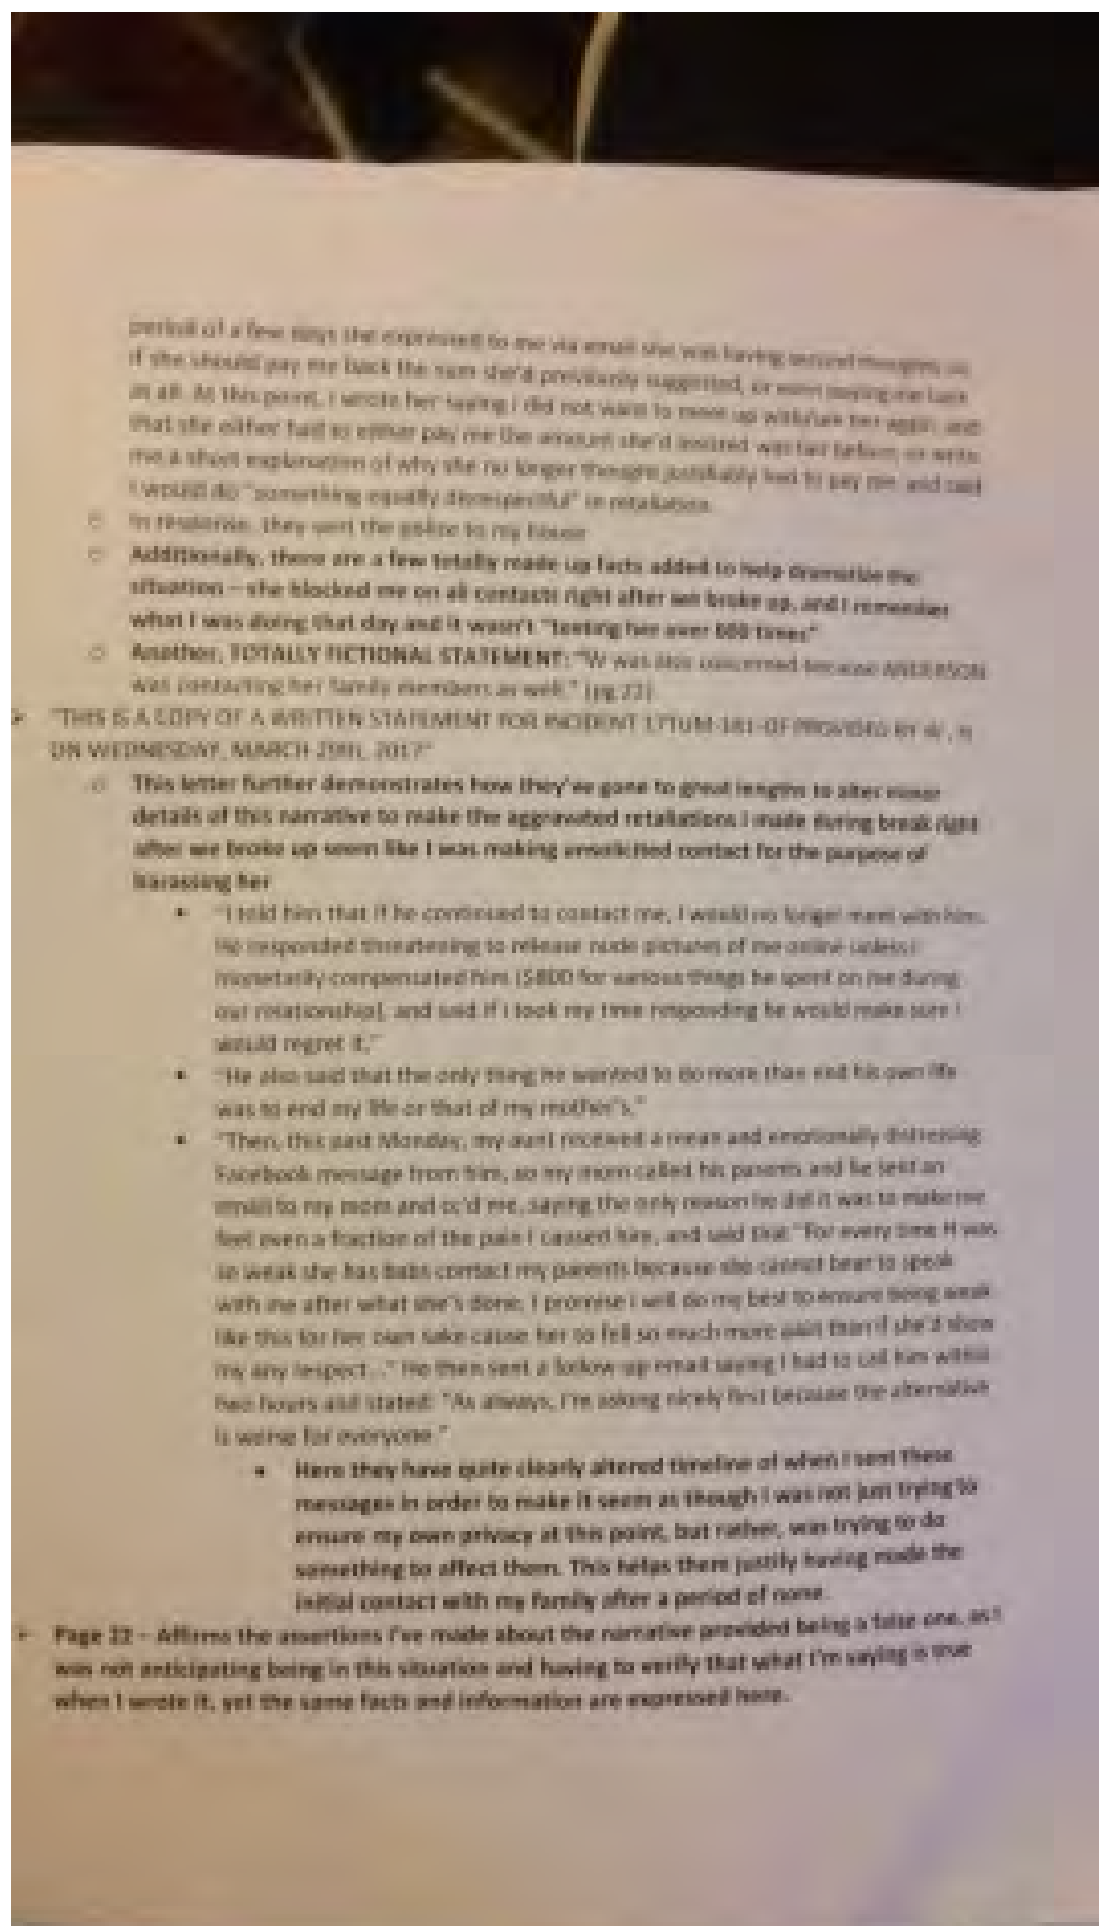 period of a few days she expressed to me via email she was having second thoughts on
if she should pay me back the sum she'd previously suggested, or even paying me back
at all. At this point, I wrote her saying I did not want to meet up with/see her again, and
that she either had to either pay me the amount she'd insisted was fair before, or write
me a short explanation of why she no longer thought justifiably had to pay me and said
I would do "something equally disrespectful" in retaliation.
○ In response, they sent the police to my house
○ Additionally, there are a few totally made up facts added to help dramatize the
situation – she blocked me on all contacts right after we broke up, and I remember
what I was doing that day and it wasn't "texting her over 600 times"
○ Another, TOTALLY FICTIONAL STATEMENT: "W was also concerned because ANDERSON
was contacting her family members as well." (pg 22)
➢ "THIS IS A COPY OF A WRITTEN STATEMENT FOR INCIDENT PROVIDED BY
ON WEDNESDAY, MARCH 29th, 2017"
○ This letter further demonstrates how they've gone to great lengths to alter minor
details of this narrative to make the aggravated retaliations I made during break right
after we broke up seem like I was making unsolicited contact for the purpose of
harassing her
▪ "I told him that if he continued to contact me, I would no longer meet with him.
He responded threatening to release nude pictures of me online unless I
monetarily compensated him ($800 for various things he spent on me during
our relationship), and said if I took my time responding he would make sure I
would regret it."
▪ "He also said that the only thing he wanted to do more than end his own life
was to end my life or that of my mother's."
▪ "Then, this past Monday, my aunt received a mean and emotionally distressing
Facebook message from him, so my mom called his parents and he sent an
email to my mom and cc'd me, saying the only reason he did it was to make me
feel even a fraction of the pain I caused him, and said that "For every time H was
so weak she has babs contact my parents because she cannot bear to speak
with me after what she's done, I promise I will do my best to ensure being weak
like this for her own sake cause her to fell so much more pain than if she'd show
my any respect..." He then sent a follow-up email saying I had to call him within
two hours and stated: "As always, I'm asking nicely first because the alternative
is worse for everyone."
▪ Here they have quite clearly altered timeline of when I sent these
messages in order to make it seem as though I was not just trying to
ensure my own privacy at this point, but rather, was trying to do
something to affect them. This helps them justify having made the
initial contact with my family after a period of none.
➢ Page 22 – Affirms the assertions I've made about the narrative provided being a false one, as I
was not anticipating being in this situation and having to verify that what I'm saying is true
when I wrote it, yet the same facts and information are expressed here.